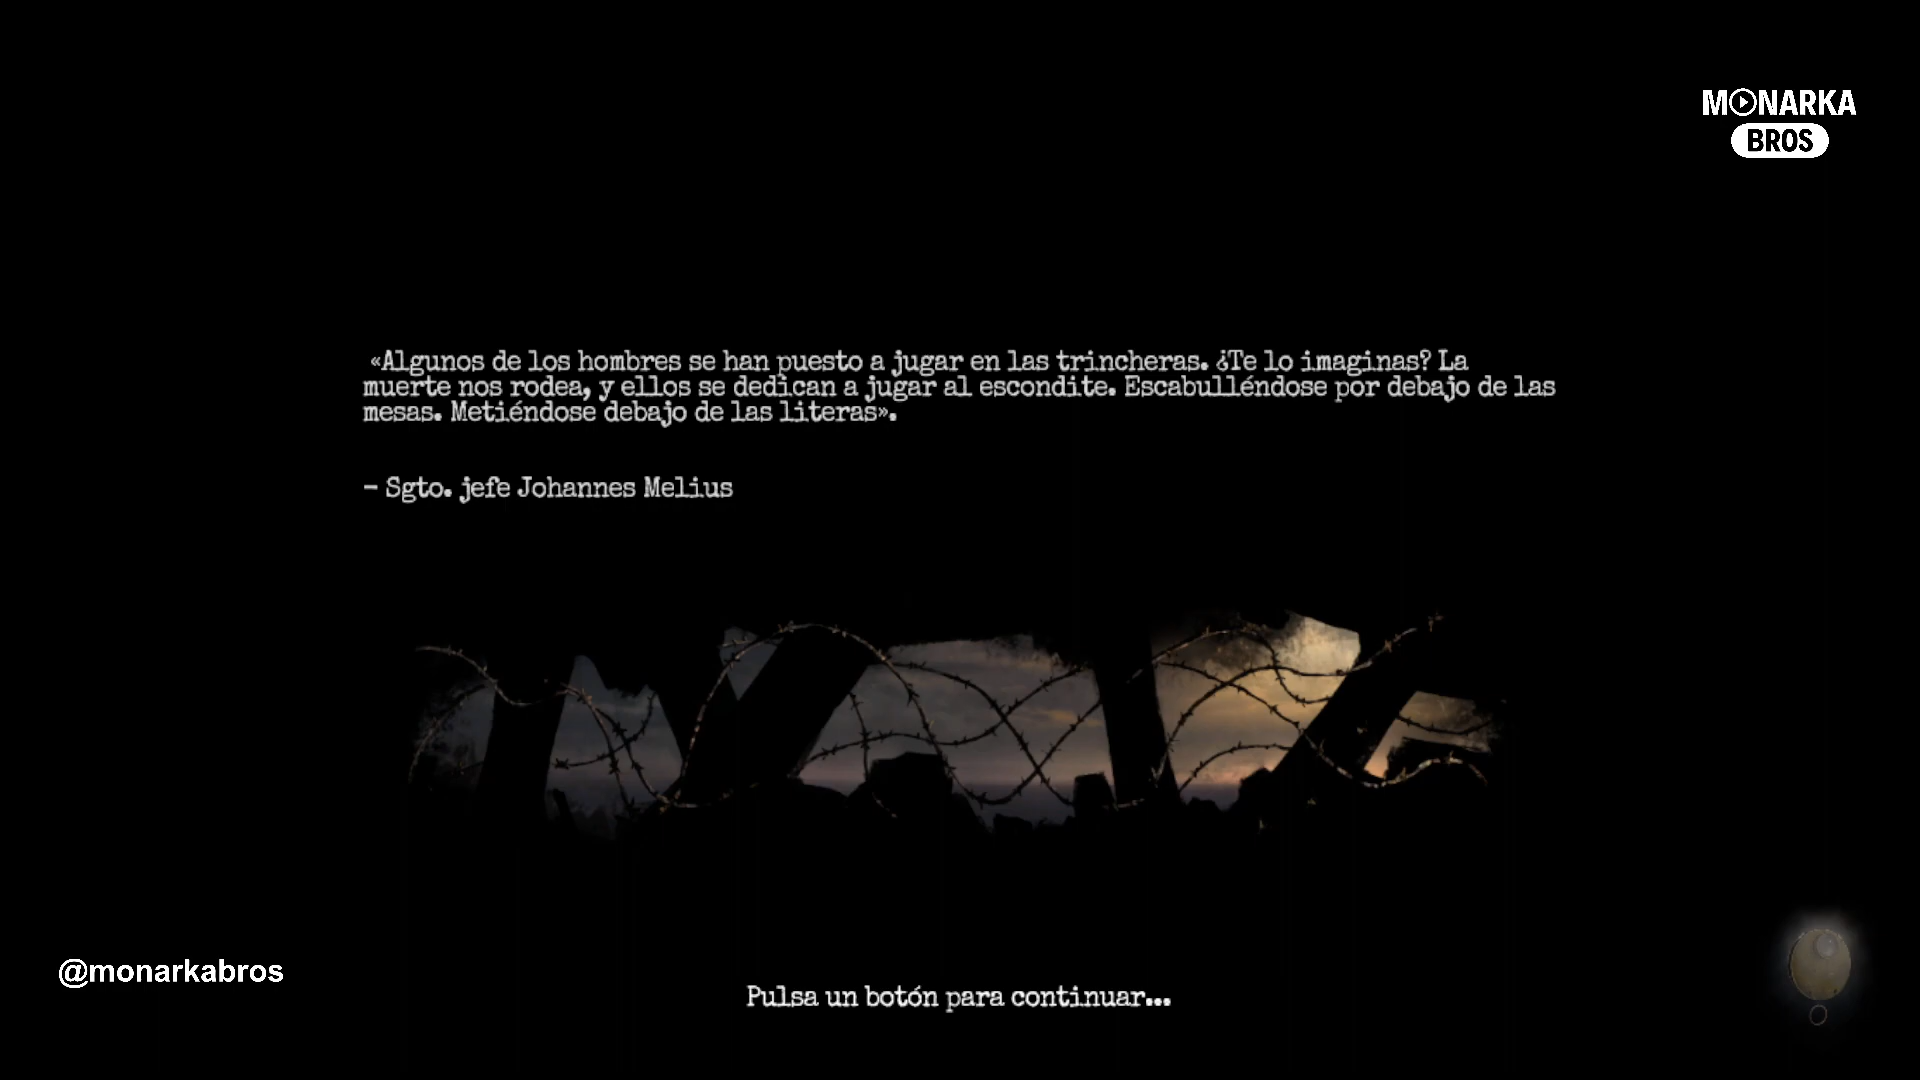 MONARKA
BROS
«Algunos de los hombres se han puesto a jugar en las trincheras. ¿Te lo imaginas? La
muerte nos rodea, y ellos se dedican a jugar al escondite. Escabulléndose por debajo de las
mesas. Metiéndose debajo de las literas».
- Sgto. jefe Johannes Melius
@monarkabros
Pulsa un botón para continuar...